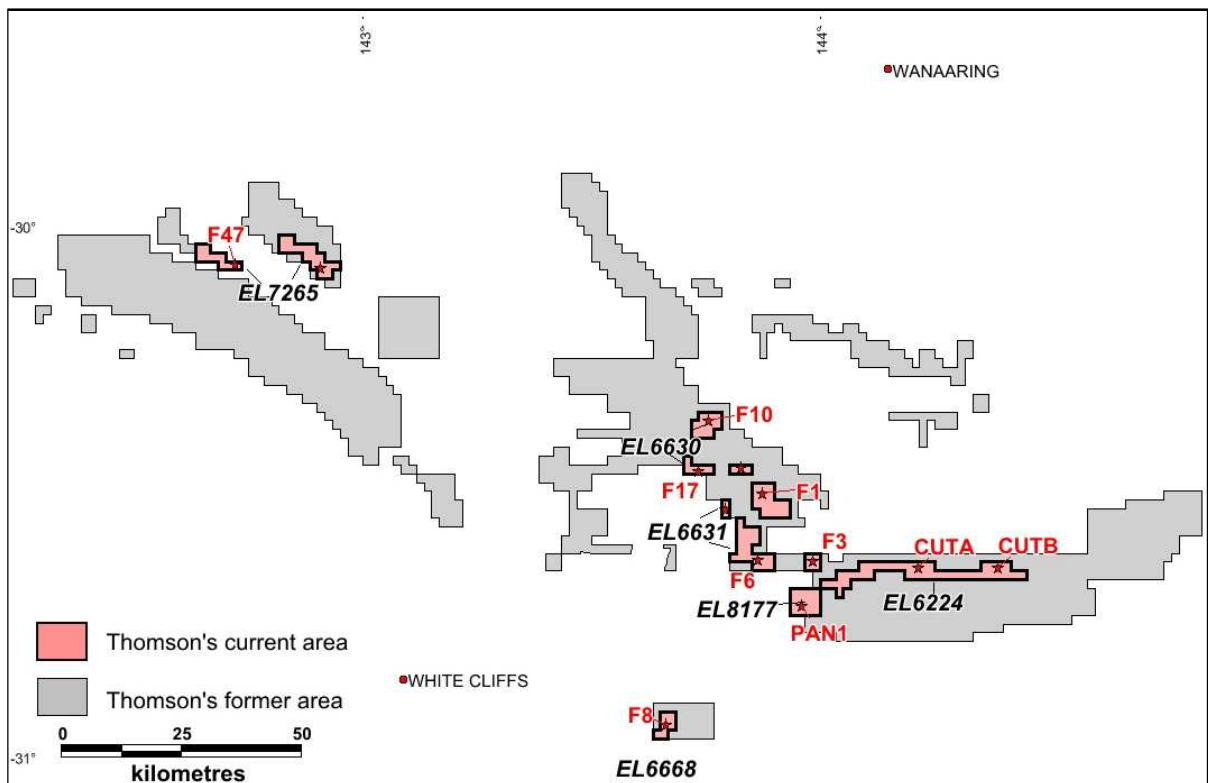 143°
144°
WANAARING
-30°
F47
EL7265
F10
EL6630
F17
F1
EL6631
F3
CUTA
CUTB
F6
EL8177
EL6224
PAN1
Thomson's current area
WHITE CLIFFS
Thomson's former area
F8
0 25 50
-31°
kilometres
EL6668